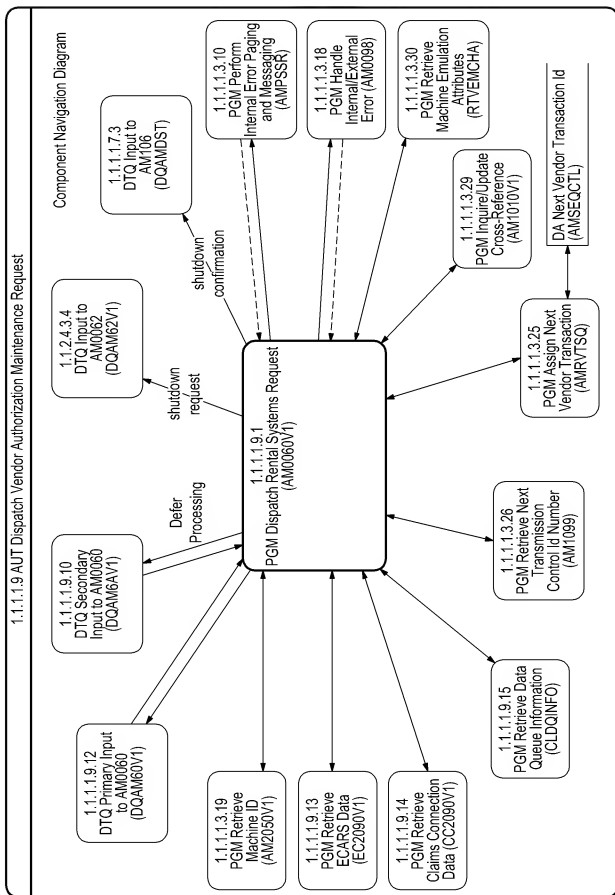 1.1.1.1.9 AUT Dispatch Vendor Authorization Maintenance Request
Component Navigation Diagram
1.1.1.1.9.12
DTQ Primary Input
to AM0060
(DQAM60V1)
1.1.1.1.9.10
DTQ Secondary
Input to AM0060
(DQAM6AV1)
1.1.2.4.3.4
DTQ Input to
AM0062
(DQAM62V1)
1.1.1.1.7.3
DTQ Input to
AM106
(DQAMDST)
Defer
Processing
shutdown
request
shutdown
confirmation
1.1.1.1.3.10
PGM Perform
Internal Error Paging
and Messaging
(AMPSSR)
1.1.1.1.3.19
PGM Retrieve
Machine ID
(AM2050V1)
1.1.1.1.9.1
PGM Dispatch Rental Systems Request
(AM0060V1)
1.1.1.1.3.18
PGM Handle
Internal/External
Error (AM0098)
1.1.1.1.9.13
PGM Retrieve
ECARS Data
(EC2090V1)
1.1.1.1.3.30
PGM Retrieve
Machine Emulation
Attributes
(RTVEMCHA)
1.1.1.1.9.14
PGM Retrieve
Claims Connection
Data (CC2090V1)
1.1.1.1.3.29
PGM Inquire/Update
Cross-Reference
(AM1010V1)
1.1.1.1.9.15
PGM Retrieve Data
Queue Information
(CLDQINFO)
1.1.1.1.3.26
PGM Retrieve Next
Transmission
Control Id Number
(AM1099)
1.1.1.1.3.25
PGM Assign Next
Vendor Transaction
(AMRVTSQ)
DA Next Vendor Transaction Id
(AMSEQCTL)